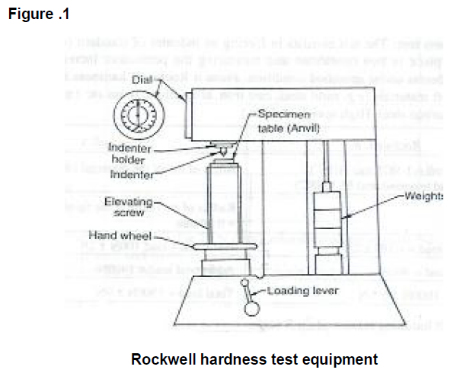 Figure .1
Dial
Specimen
table (Anvil)
Indenter
holder
Indenter
Elevating
screw
Weights
Hand wheel
Loading lever
Rockwell hardness test equipment